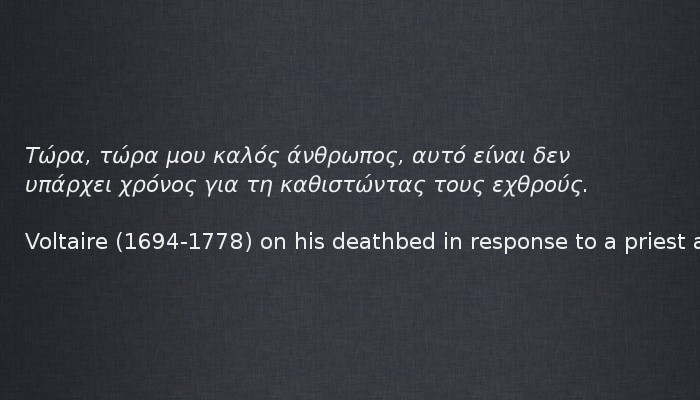 Τώρα, τώρα μου καλός άνθρωπος, αυτό είναι δεν
υπάρχει χρόνος για τη καθιστώντας τους εχθρούς.
Voltaire (1694-1778) on his deathbed in response to a priest a